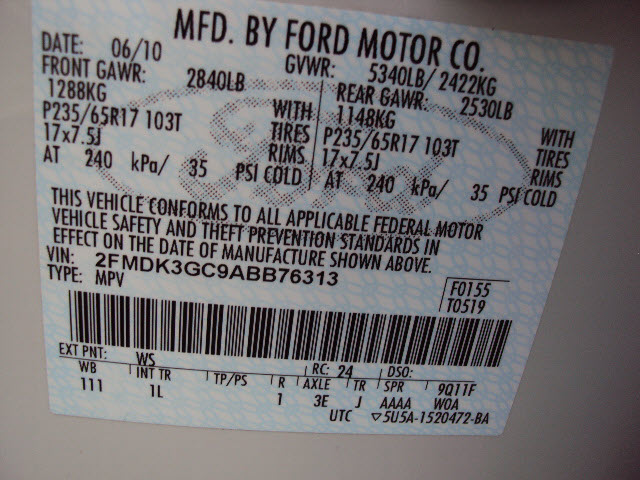 MFD. BY FORD MOTOR CO.
DATE: 06/10 GVWR: 5340LB/ 2422KG
FRONT GAWR: 2840LB REAR GAWR: 2530LB
1288KG WITH 1148KG WITH
P235/65R17 103T TIRES P235/65R17 103T TIRES
17x7.5J RIMS 17x7.5J RIMS
AT 240 kPa/ 35 PSI COLD AT 240 kPa/ 35 PSI COLD
THIS VEHICLE CONFORMS TO ALL APPLICABLE FEDERAL MOTOR
VEHICLE SAFETY AND THEFT PREVENTION STANDARDS IN
EFFECT ON THE DATE OF MANUFACTURE SHOWN ABOVE.
VIN: 2FMDK3GC9ABB76313
TYPE: MPV
F0155
T0519
EXT PNT: WS RC: 24 DSO:
WB INT TR TP/PS R AXLE TR SPR 9Q11F
111 1L 1 3E J AAAA WOA
UTC ▽5U5A-1520472-BA
Ford